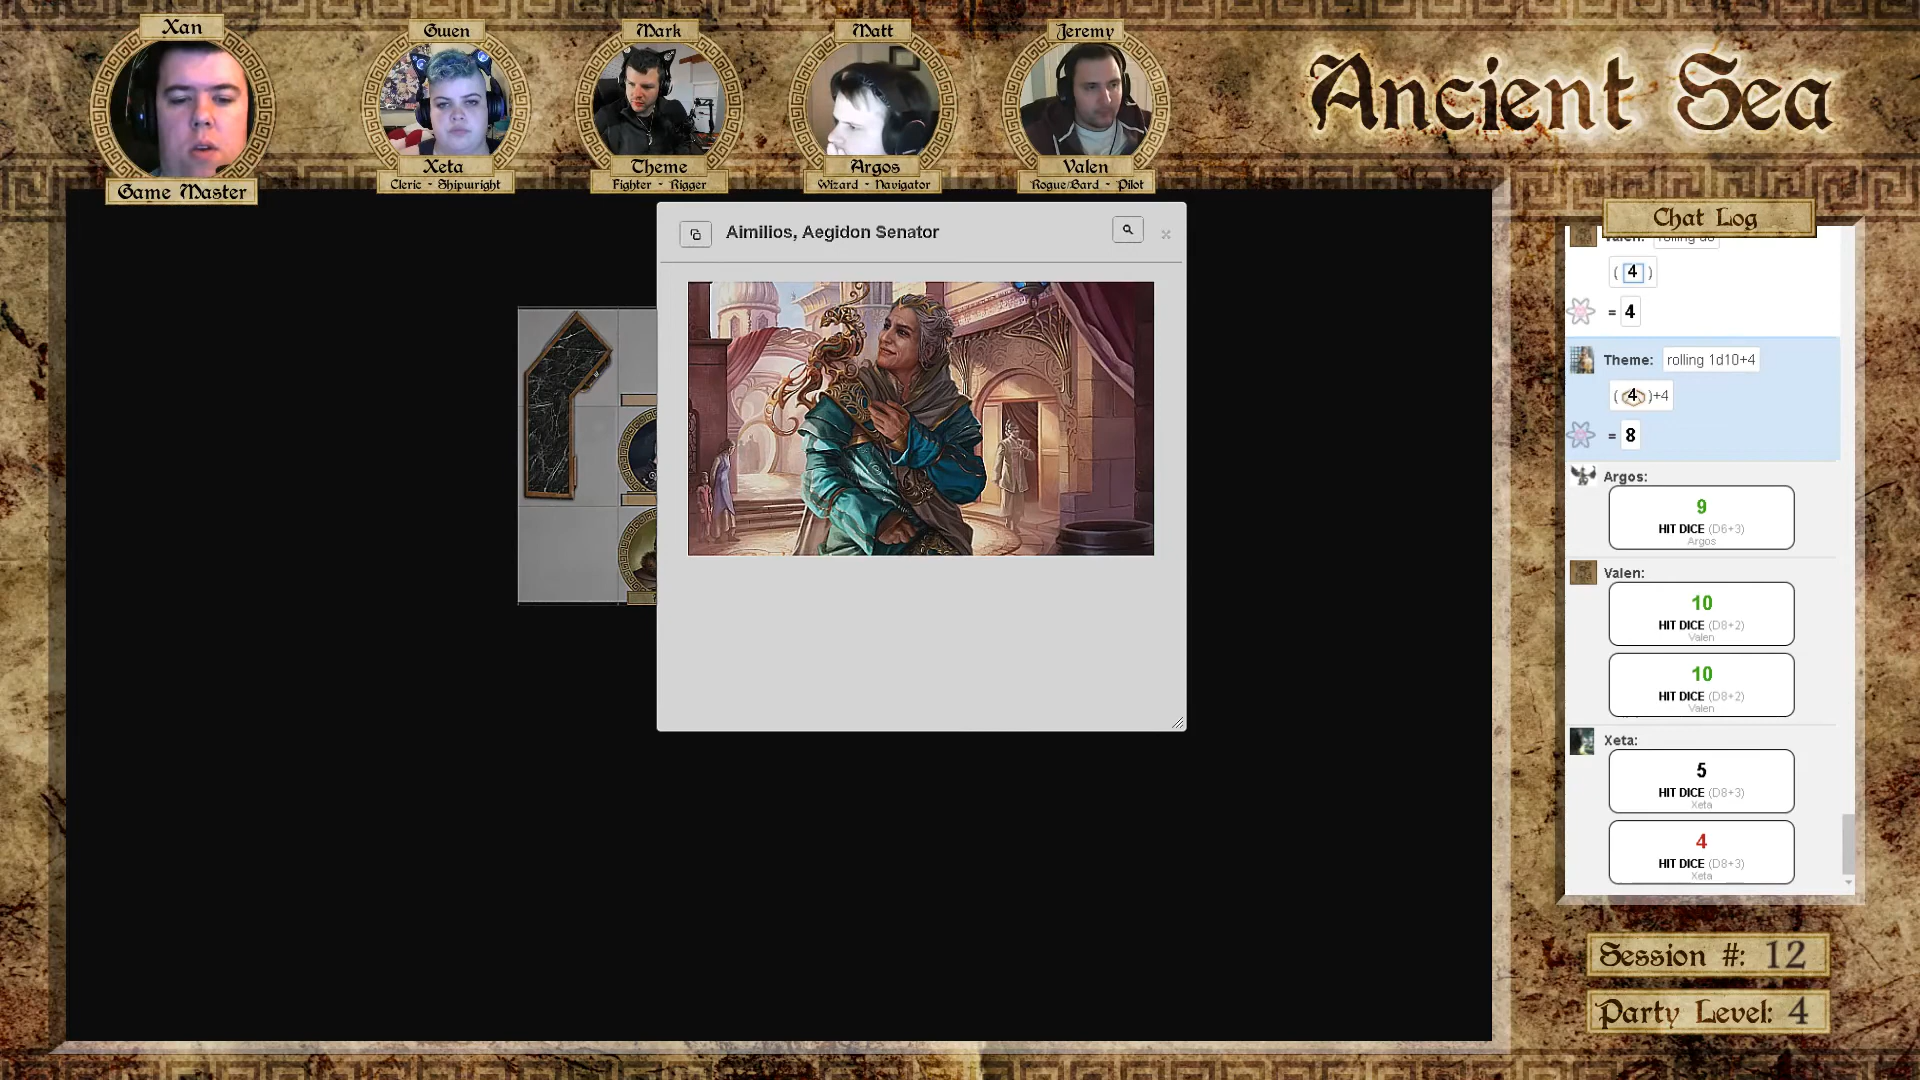 Xan
Gwen
Mark
Matt
Jeremy
Ancient Sea
Game Master
Xeta
Cleric - Shipwright
Theme
Fighter - Rigger
Argos
Wizard - Navigator
Valen
Rogue/Bard - Pilot
Aimilios, Aegidon Senator
Chat Log
Valen: rolling d8
( 4 )
= 4
Theme: rolling 1d10+4
( 4 )+4
= 8
Argos:
9
HIT DICE (D6+3)
Argos
Valen:
10
HIT DICE (D8+2)
Valen
10
HIT DICE (D8+2)
Valen
Xeta:
5
HIT DICE (D8+3)
Xeta
4
HIT DICE (D8+3)
Xeta
Session #: 12
Party Level: 4